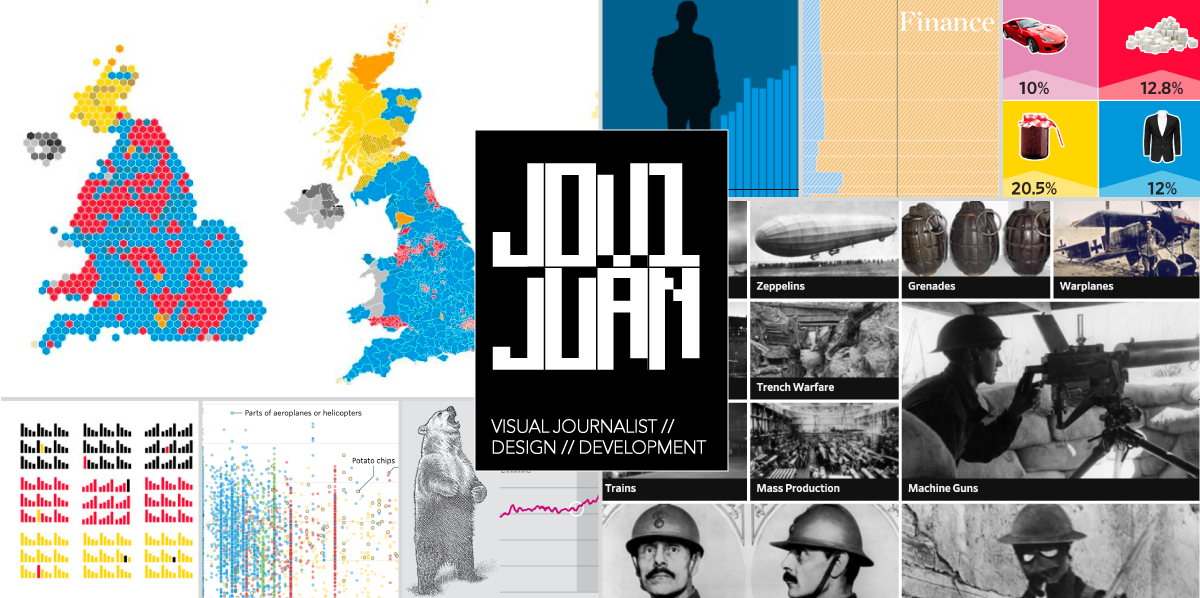 Finance
10%
12.8%
20.5%
12%
JOVI
JUAN
VISUAL JOURNALIST //
DESIGN // DEVELOPMENT
Zeppelins
Grenades
Warplanes
Trench Warfare
Trains
Mass Production
Machine Guns
Parts of aeroplanes or helicopters
Potato chips